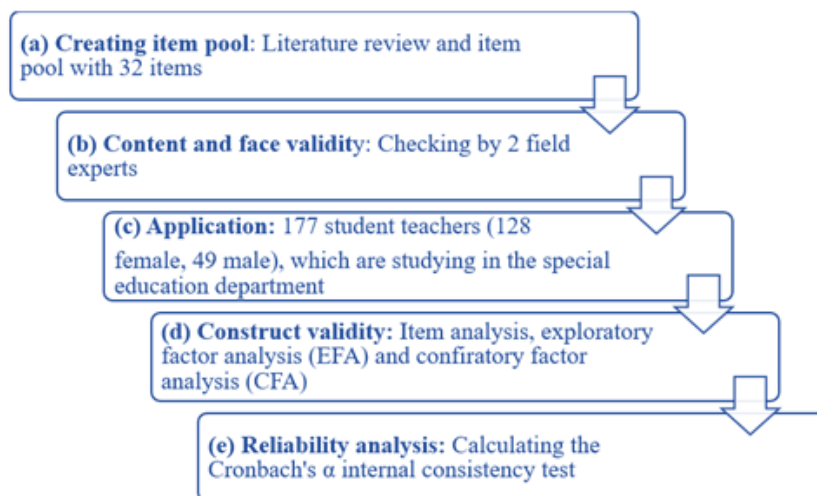 (a) Creating item pool: Literature review and item
pool with 32 items
(b) Content and face validity: Checking by 2 field
experts
(c) Application: 177 student teachers (128
female, 49 male), which are studying in the special
education department
(d) Construct validity: Item analysis, exploratory
factor analysis (EFA) and confiratory factor
analysis (CFA)
(e) Reliability analysis: Calculating the
Cronbach's α internal consistency test